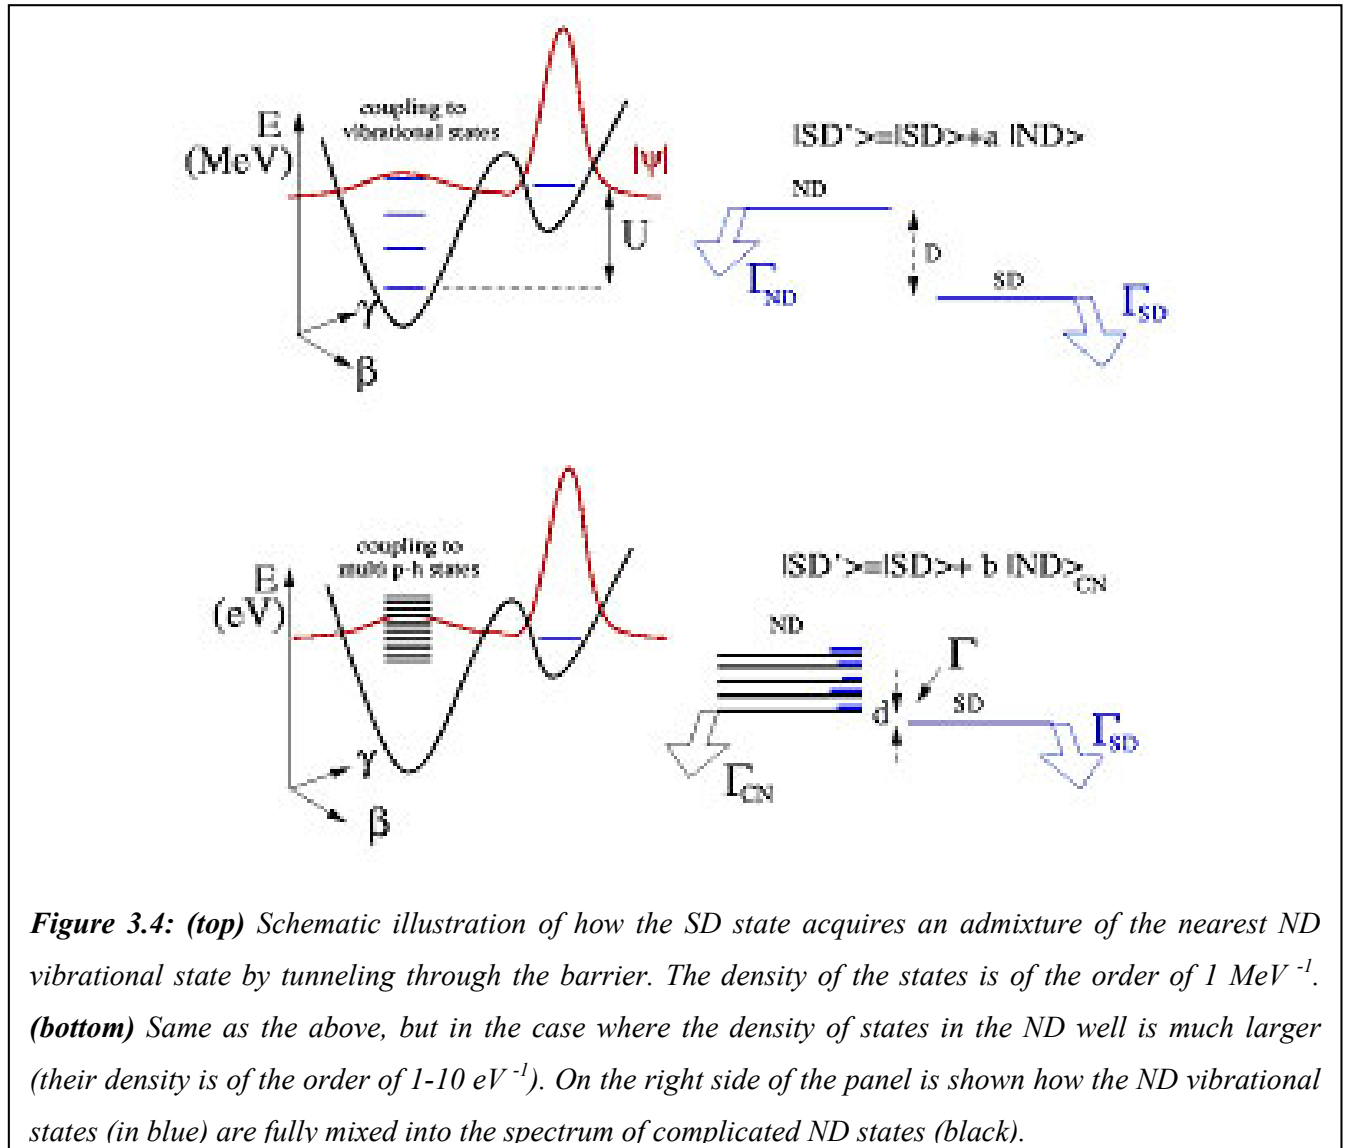 coupling to
vibrational states
E
(MeV)
|ψ|
U
γ
β
|SD'>=|SD>+a |ND>
ND
D
SD
Γ_ND
Γ_SD
coupling to
multi p-h states
E
(eV)
γ
β
|SD'>=|SD>+ b |ND>_CN
ND
Γ
d
SD
Γ_SD
Γ_CN
Figure 3.4: (top) Schematic illustration of how the SD state acquires an admixture of the nearest ND
vibrational state by tunneling through the barrier. The density of the states is of the order of 1 MeV ⁻¹.
(bottom) Same as the above, but in the case where the density of states in the ND well is much larger
(their density is of the order of 1-10 eV ⁻¹). On the right side of the panel is shown how the ND vibrational
states (in blue) are fully mixed into the spectrum of complicated ND states (black).